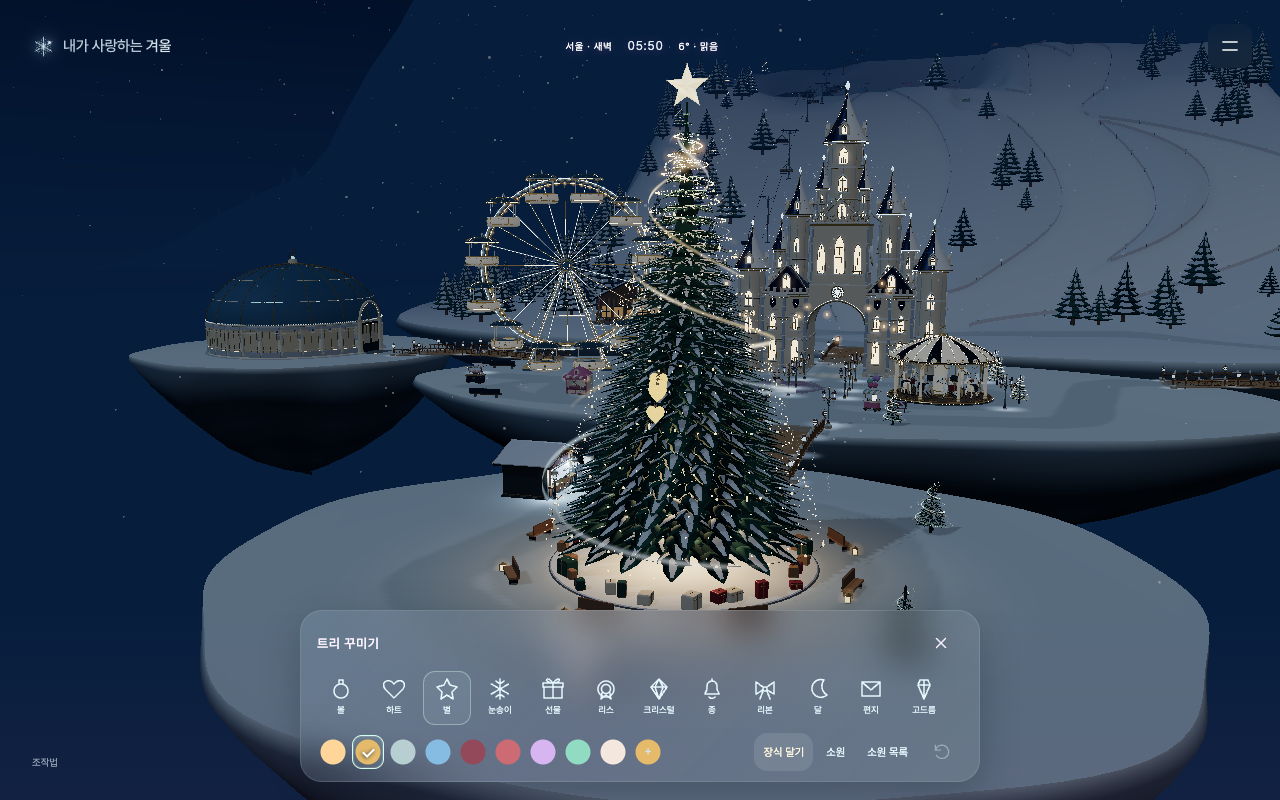 내가 사랑하는 겨울
서울 · 새벽 05:50 6° · 맑음
트리 꾸미기
볼 하트 별 눈송이 선물 리스 크리스털 종 리본 달 편지 고드름
장식 달기 소원 소원 목록
조작법